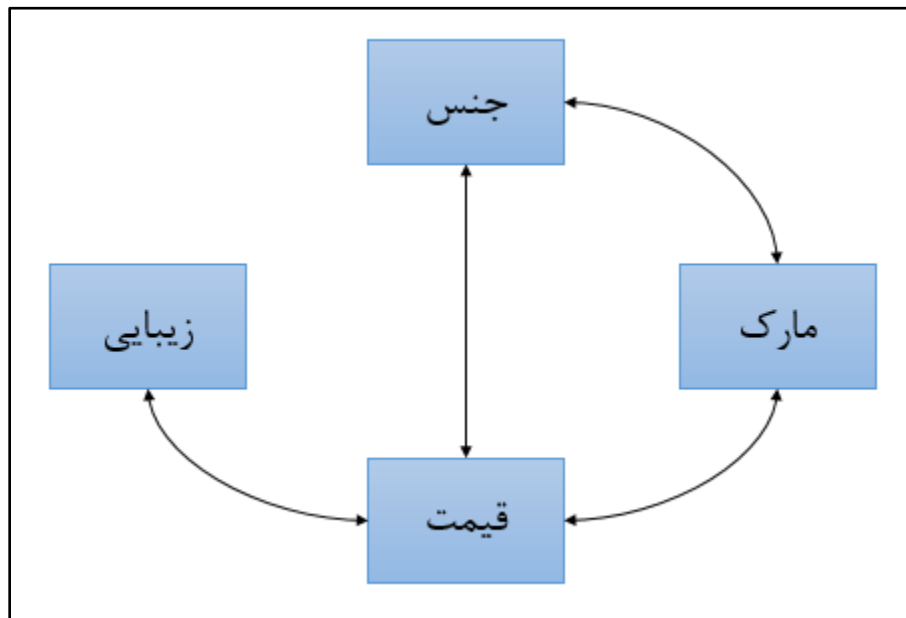 جنس
مارک
زیبایی
قیمت